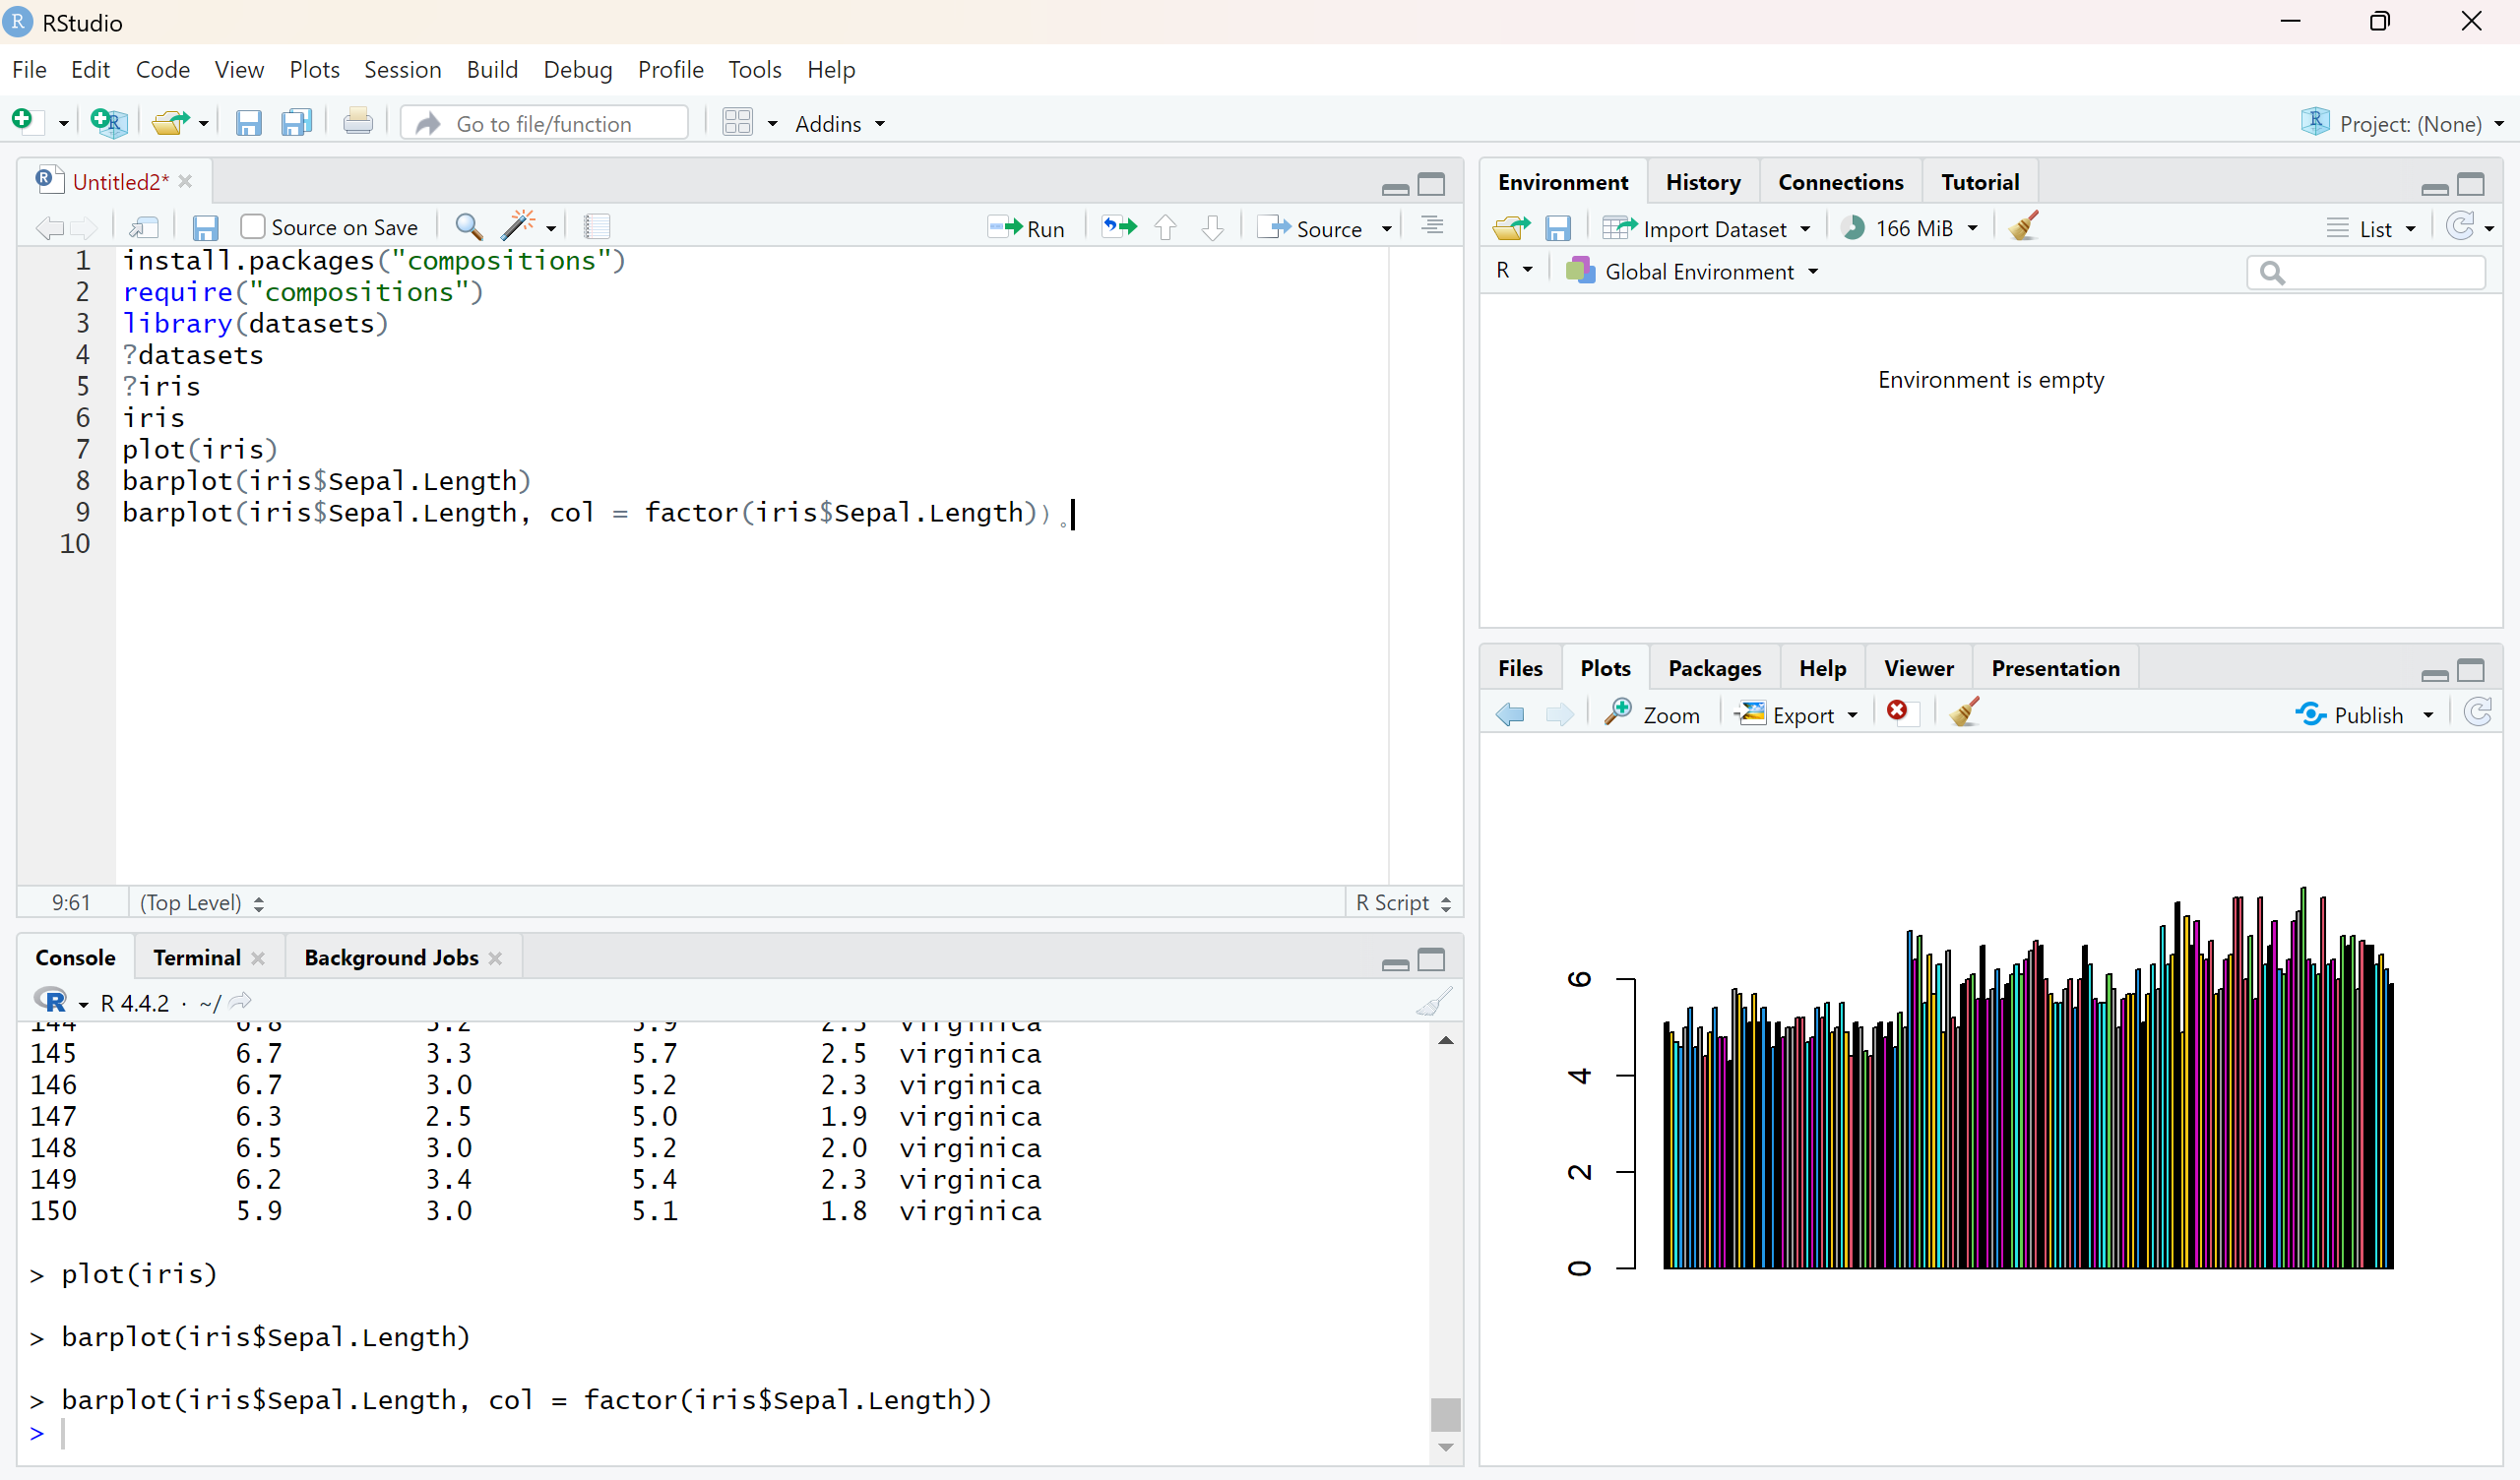 RStudio
File Edit Code View Plots Session Build Debug Profile Tools Help
Go to file/function Addins Project: (None)
Untitled2*
Source on Save Run Source
1 install.packages("compositions")
2 require("compositions")
3 library(datasets)
4 ?datasets
5 ?iris
6 iris
7 plot(iris)
8 barplot(iris$Sepal.Length)
9 barplot(iris$Sepal.Length, col = factor(iris$Sepal.Length))。
10
9:61 (Top Level) R Script
Console Terminal Background Jobs
R 4.4.2 · ~/
144 6.8 3.2 5.9 2.3 virginica
145 6.7 3.3 5.7 2.5 virginica
146 6.7 3.0 5.2 2.3 virginica
147 6.3 2.5 5.0 1.9 virginica
148 6.5 3.0 5.2 2.0 virginica
149 6.2 3.4 5.4 2.3 virginica
150 5.9 3.0 5.1 1.8 virginica
> plot(iris)
> barplot(iris$Sepal.Length)
> barplot(iris$Sepal.Length, col = factor(iris$Sepal.Length))
>
Environment History Connections Tutorial
Import Dataset 166 MiB List
R Global Environment
Environment is empty
Files Plots Packages Help Viewer Presentation
Zoom Export Publish
6
4
2
0